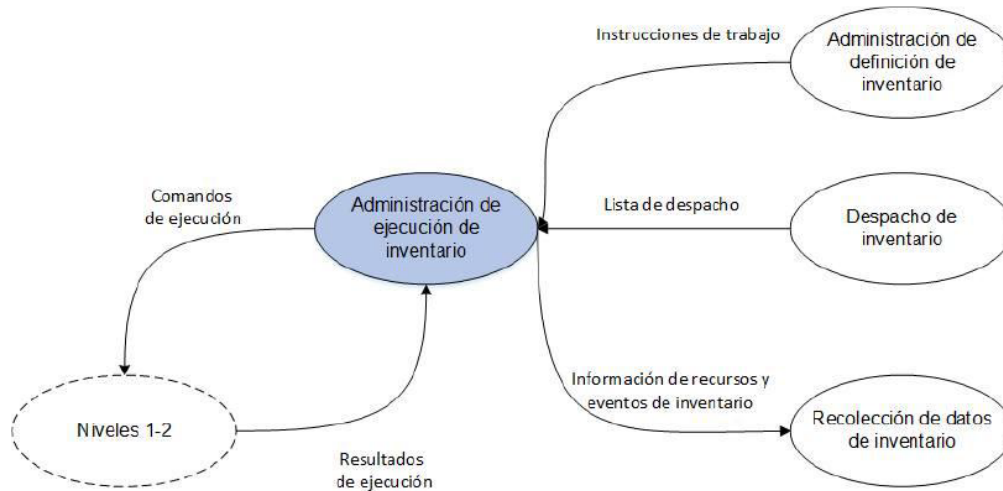 Instrucciones de trabajo
Administración de
definición de
inventario
Comandos
de ejecución
Administración de
ejecución de
inventario
Lista de despacho
Despacho de
inventario
Información de recursos y
eventos de inventario
Recolección de datos
de inventario
Niveles 1-2
Resultados
de ejecución